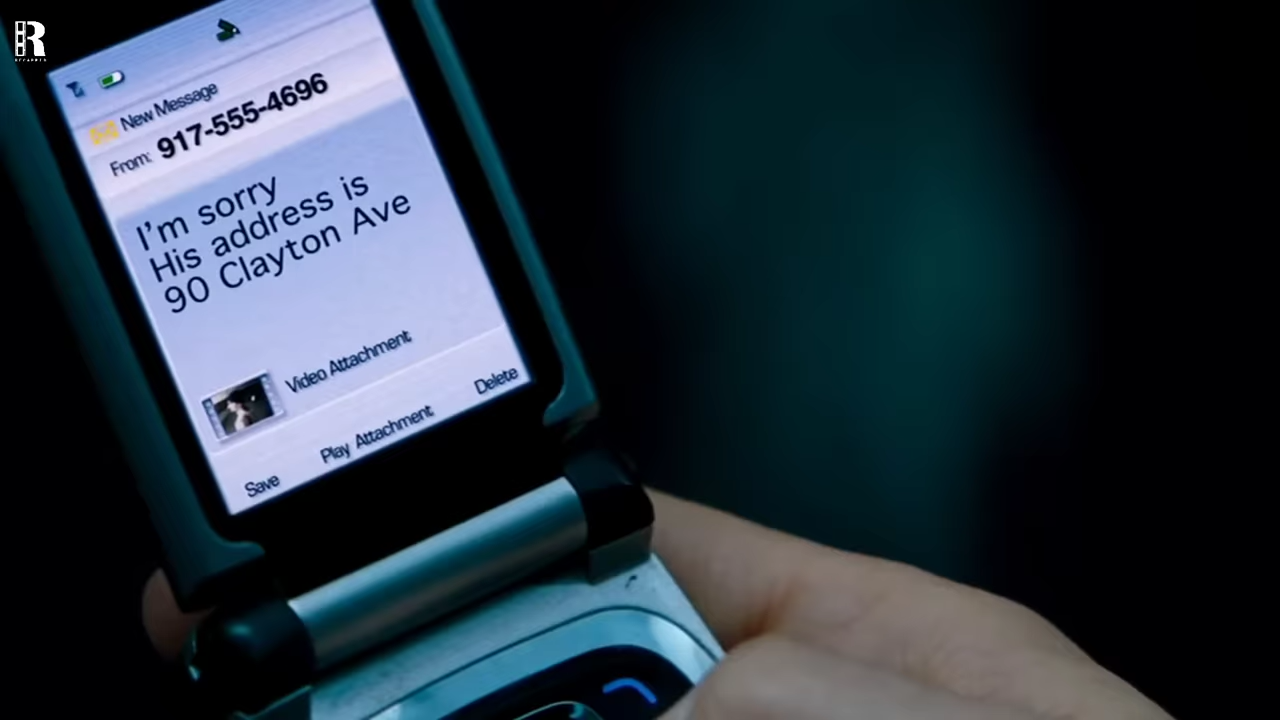 R
New Message
From: 917-555-4696
I'm sorry
His address is
90 Clayton Ave
Video Attachment
Play Attachment
Save
Delete